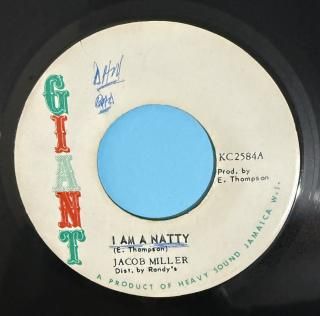 GIANT
KC2584A
Prod. by
E. Thompson
I AM A NATTY
(E. Thompson)
JACOB MILLER
Dist. by Randy's
A PRODUCT OF HEAVY SOUND JAMAICA W.I.